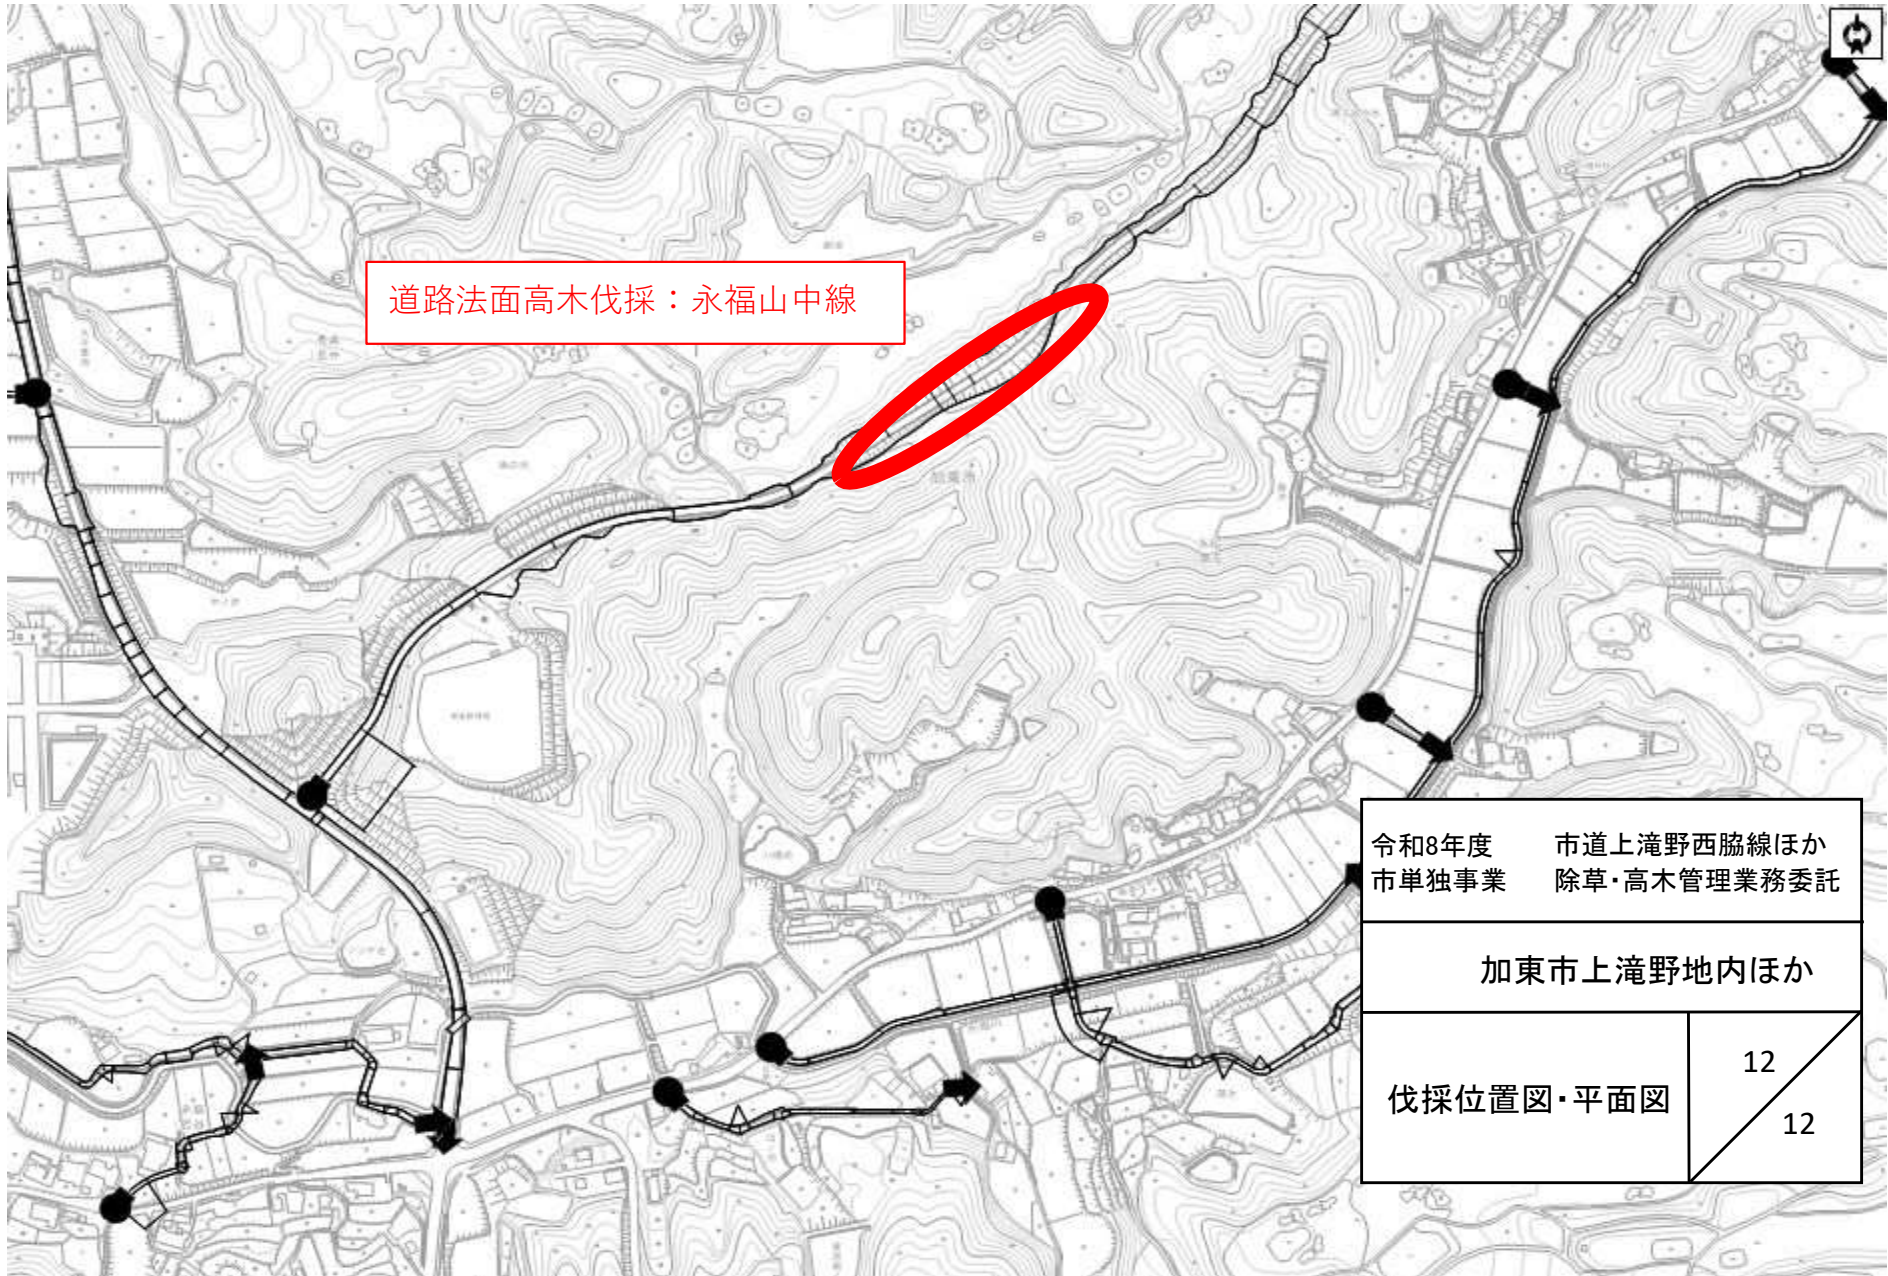 道路法面高木伐採：永福山中線
令和8年度 市道上滝野西脇線ほか
市単独事業 除草・高木管理業務委託
加東市上滝野地内ほか
伐採位置図・平面図
12
12